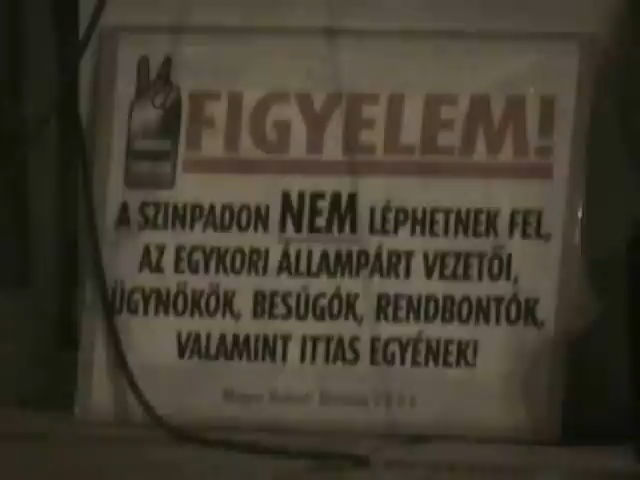 FIGYELEM!
A SZINPADON NEM LÉPHETNEK FEL,
AZ EGYKORI ÁLLAMPÁRT VEZETŐI,
ÜGYNÖKÖK, BESÚGÓK, RENDBONTÓK,
VALAMINT ITTAS EGYÉNEK!